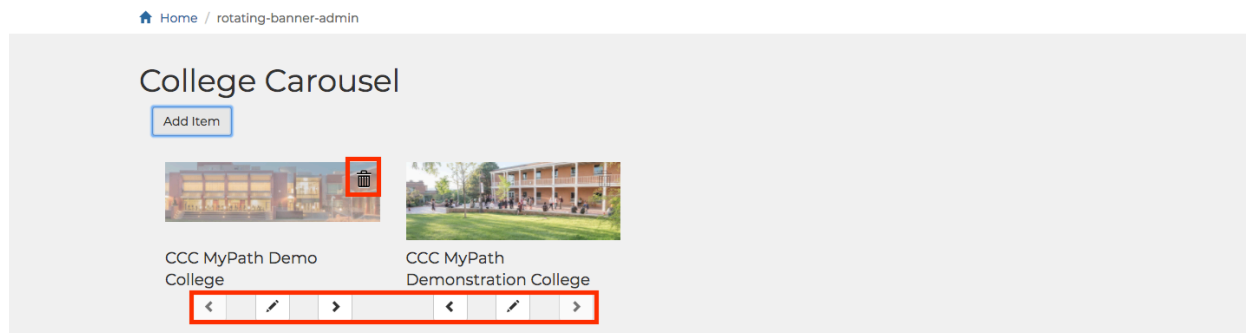 Home / rotating-banner-admin
College Carousel
Add Item
CCC MyPath Demo
College
CCC MyPath
Demonstration College